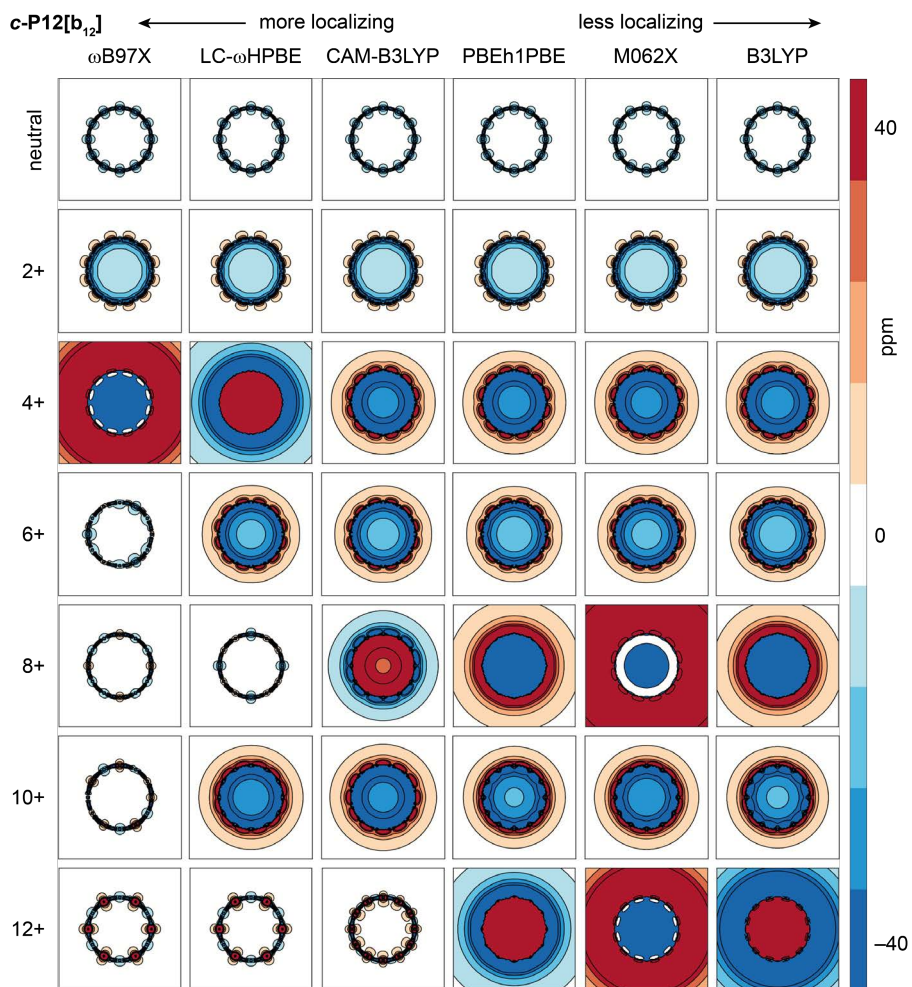 c-P12[b12] more localizing less localizing
ωB97X LC-ωHPBE CAM-B3LYP PBEh1PBE M062X B3LYP
neutral
40
2+
ppm
4+
6+
0
8+
10+
12+
–40